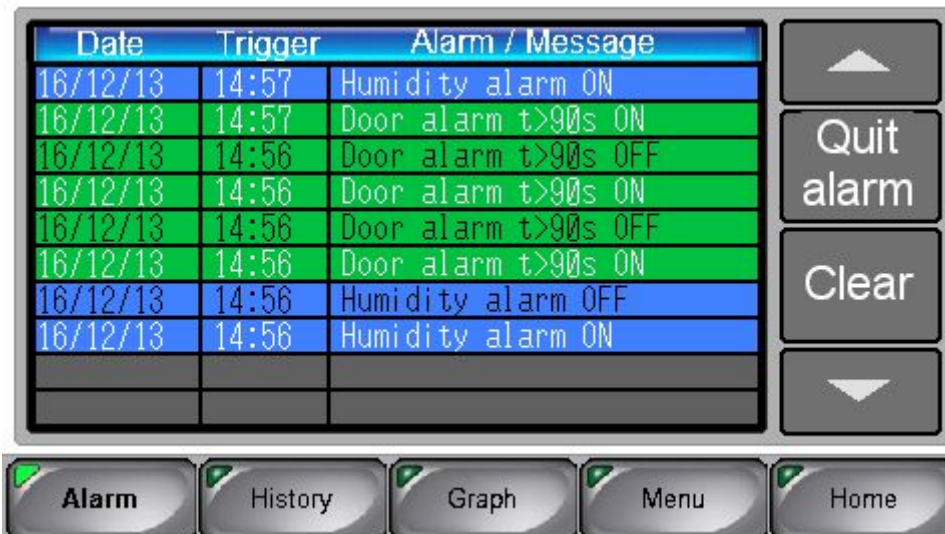 Date Trigger Alarm / Message
16/12/13 14:57 Humidity alarm ON
16/12/13 14:57 Door alarm t>90s ON
16/12/13 14:56 Door alarm t>90s OFF
16/12/13 14:56 Door alarm t>90s ON
16/12/13 14:56 Door alarm t>90s OFF
16/12/13 14:56 Door alarm t>90s ON
16/12/13 14:56 Humidity alarm OFF
16/12/13 14:56 Humidity alarm ON
Quit
alarm
Clear
Alarm History Graph Menu Home